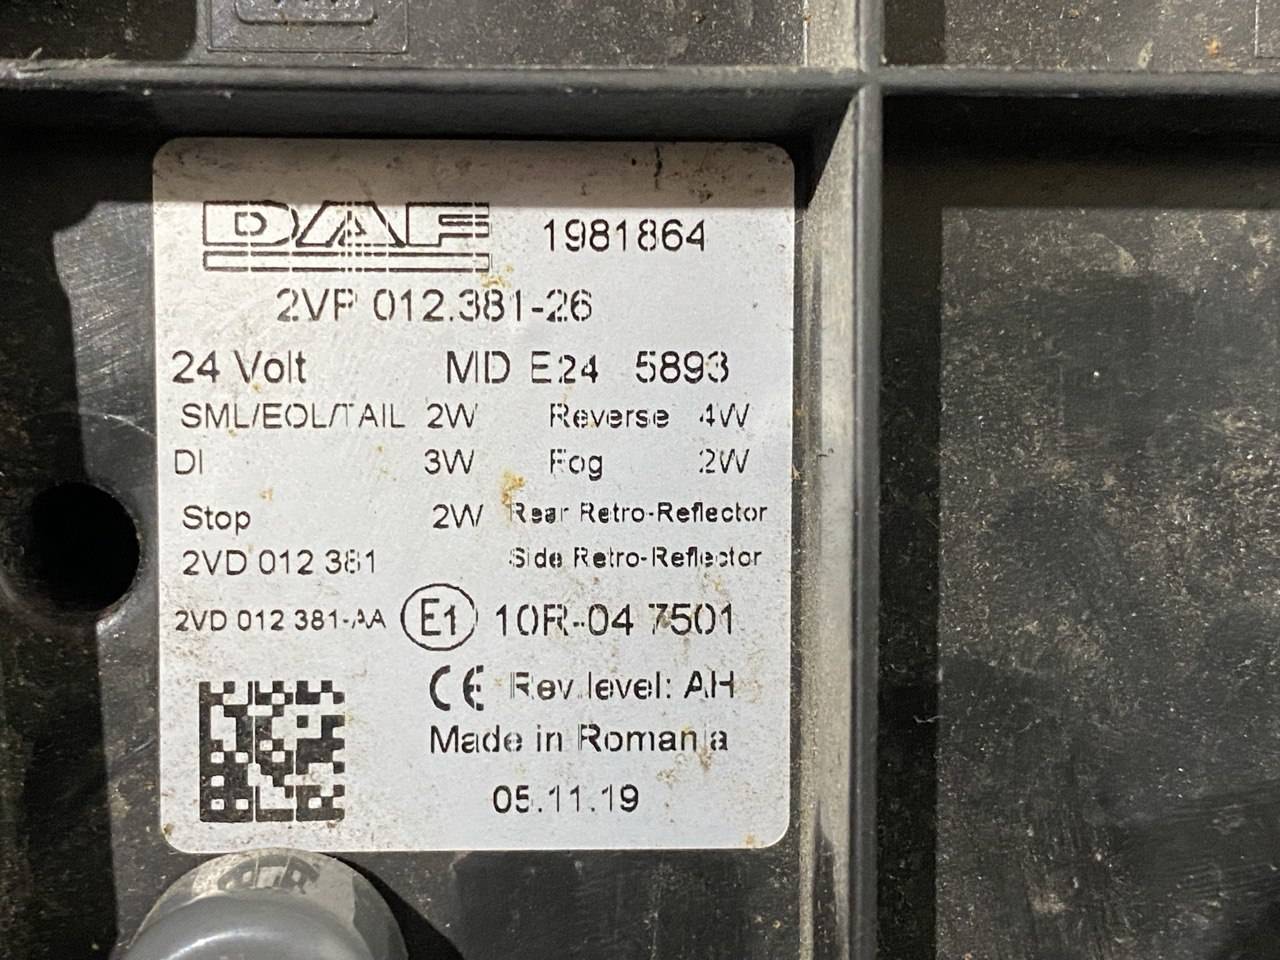 DAF 1981864
2VP 012.381-26
24 Volt MD E24 5893
SML/EOL/TAIL 2W Reverse 4W
DI 3W Fog 2W
Stop 2W Rear Retro-Reflector
2VD 012 381 Side Retro-Reflector
2VD 012 381-AA E1 10R-04 7501
CE Rev.level: AH
Made in Romania
05.11.19